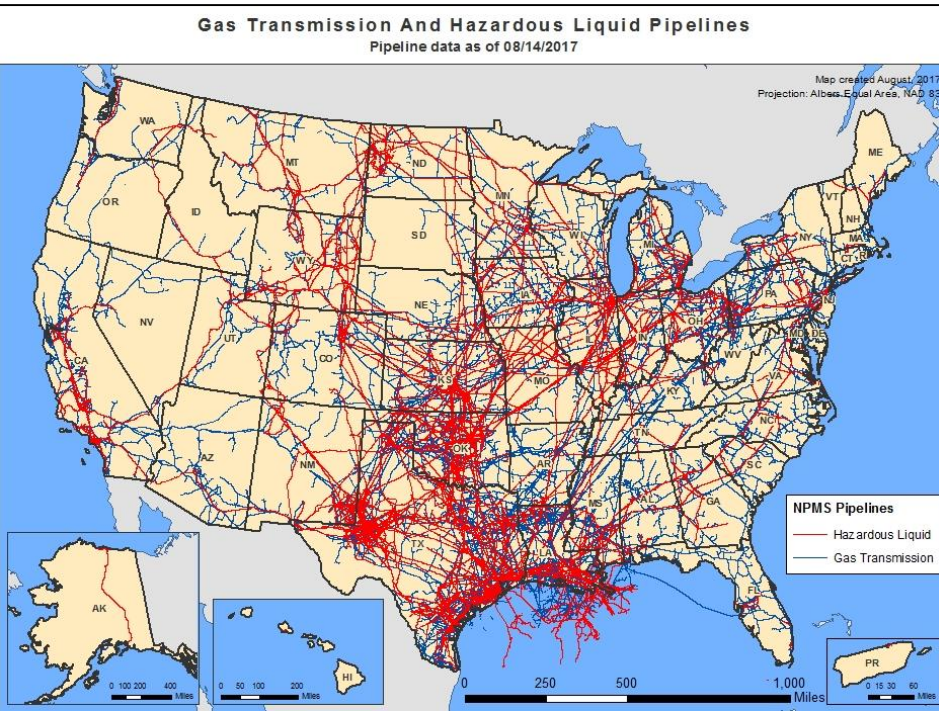 Gas Transmission And Hazardous Liquid Pipelines
Pipeline data as of 08/14/2017
Map created August, 2017
Projection: Albers Equal Area, NAD 83
WA
MT
ND
MN
ME
OR
ID
WY
SD
WI
MI
VT
NH
NY
MA
CT
RI
NV
UT
CO
NE
IA
IL
IN
OH
PA
NJ
MD
DE
WV
VA
CA
KS
MO
KY
AZ
NM
OK
AR
TN
NC
SC
TX
LA
MS
AL
GA
FL
NPMS Pipelines
Hazardous Liquid
Gas Transmission
AK
0 100 200 400
Miles
HI
0 50 100 200
Miles
0 250 500 1,000
Miles
PR
0 15 30 60
Miles